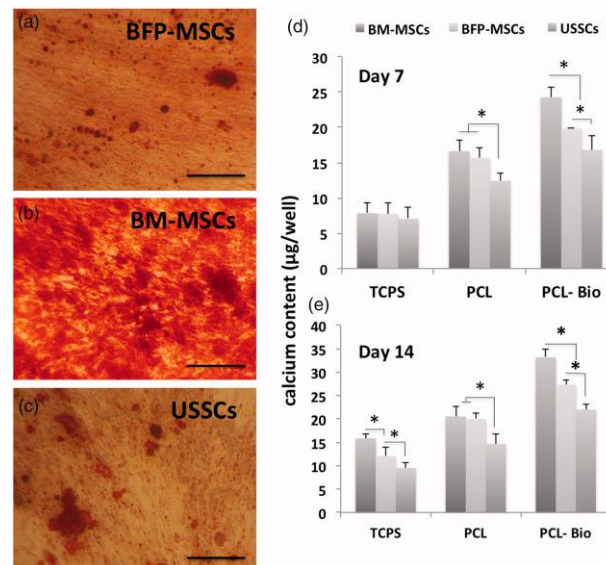 (a)
BFP-MSCs
(b)
BM-MSCs
(c)
USSCs
(d)
BM-MSCs BFP-MSCs USSCs
calcium content (µg/well)
30
25
20
15
10
5
0
Day 7
*
*
*
TCPS PCL PCL- Bio
(e)
40
35
30
25
20
15
10
5
0
Day 14
*
*
*
*
*
TCPS PCL PCL- Bio